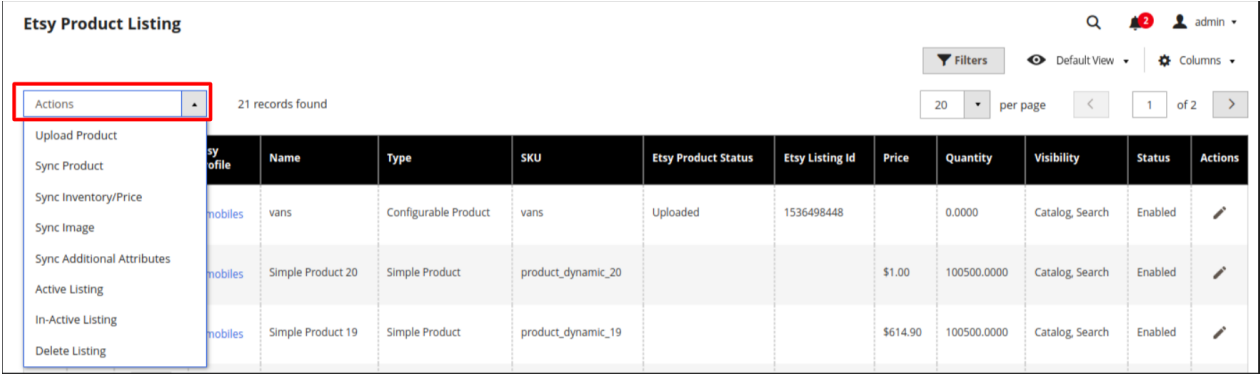 Etsy Product Listing
2
admin
Filters
Default View
Columns
Actions
21 records found
20
per page
1
of 2
Upload Product
Sync Product
Sync Inventory/Price
Sync Image
Sync Additional Attributes
Active Listing
In-Active Listing
Delete Listing
Name
Type
SKU
Etsy Product Status
Etsy Listing Id
Price
Quantity
Visibility
Status
Actions
vans
Configurable Product
vans
Uploaded
1536498448
0.0000
Catalog, Search
Enabled
mobiles
Simple Product 20
Simple Product
product_dynamic_20
$1.00
100500.0000
Catalog, Search
Enabled
mobiles
Simple Product 19
Simple Product
product_dynamic_19
$614.90
100500.0000
Catalog, Search
Enabled